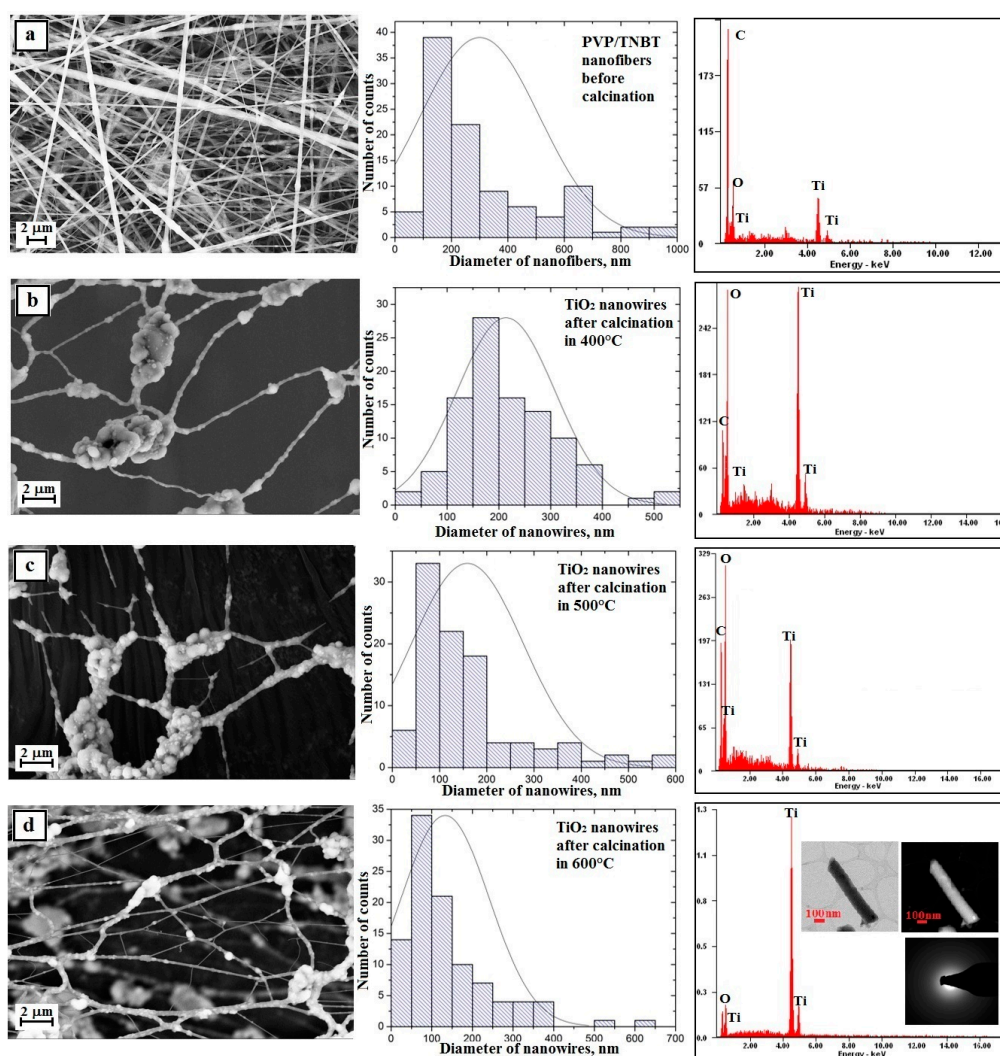 a
2 μm
Number of counts
40
35
30
25
20
15
10
5
0
PVP/TNBT
nanofibers
before
calcination
0 200 400 600 800 1000
Diameter of nanofibers, nm
C
173
115
57
0
O
Ti
Ti
Ti
2.00 4.00 6.00 8.00 10.00 12.00
Energy - keV
b
2 μm
Number of counts
30
25
20
15
10
5
0
TiO₂ nanowires
after calcination
in 400°C
0 100 200 300 400 500
Diameter of nanowires, nm
O
Ti
242
181
121
60
0
C
Ti
Ti
2.00 4.00 6.00 8.00 10.00 12.00 14.00 16.00
Energy - keV
c
2 μm
Number of counts
30
20
10
0
TiO₂ nanowires
after calcination
in 500°C
0 100 200 300 400 500 600
Diameter of nanowires, nm
329
263
197
131
65
0
O
C
Ti
Ti
Ti
2.00 4.00 6.00 8.00 10.00 12.00 14.00 16.00
Energy - keV
d
2 μm
Number of counts
35
30
25
20
15
10
5
0
TiO₂ nanowires
after calcination
in 600°C
0 100 200 300 400 500 600 700
Diameter of nanowires, nm
1.3
1.1
0.8
0.5
0.3
0.0
Ti
100nm
100nm
O
Ti
Ti
2.00 4.00 6.00 8.00 10.00 12.00 14.00 16.00
Energy - keV